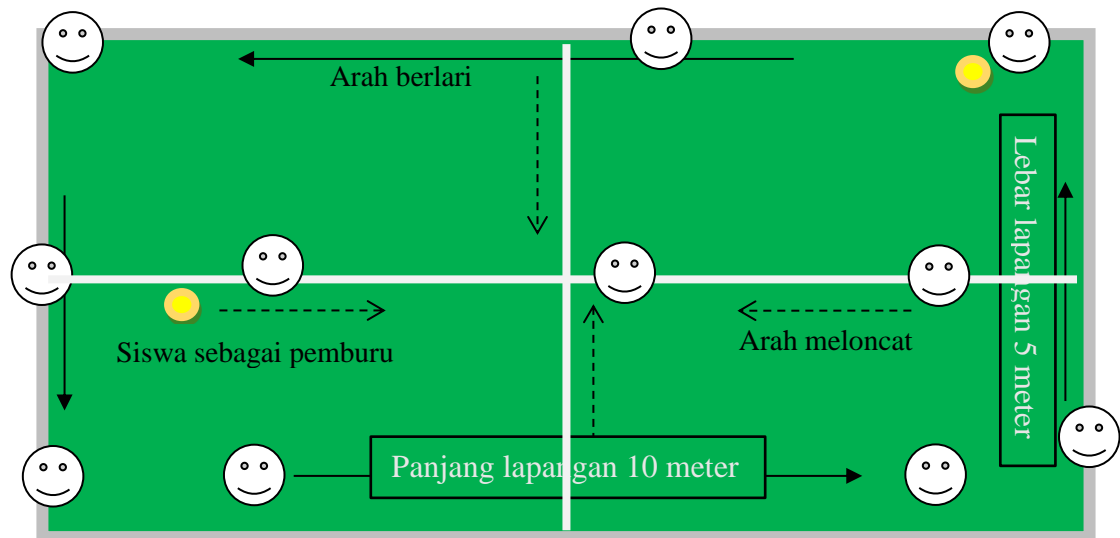 Arah berlari
Lebar lapangan 5 meter
Siswa sebagai pemburu
Arah meloncat
Panjang lapangan 10 meter